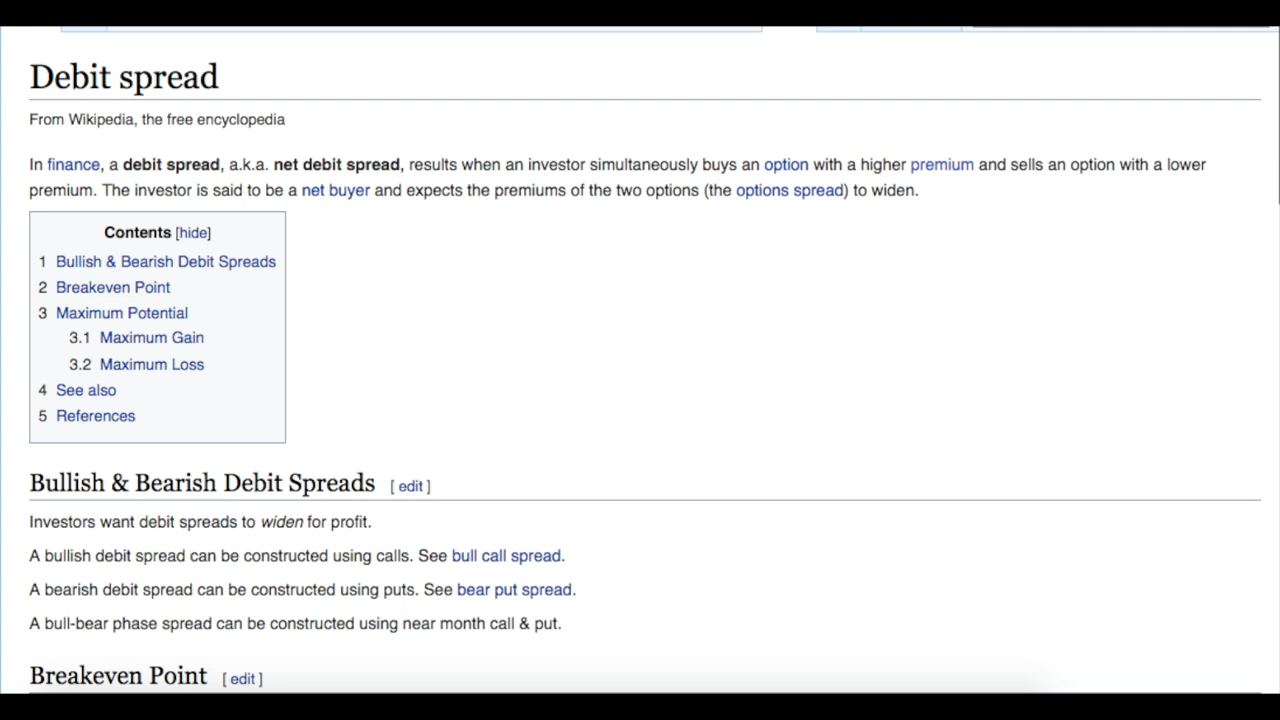 Debit spread
From Wikipedia, the free encyclopedia
In finance, a debit spread, a.k.a. net debit spread, results when an investor simultaneously buys an option with a higher premium and sells an option with a lower
premium. The investor is said to be a net buyer and expects the premiums of the two options (the options spread) to widen.
Contents [hide]
1 Bullish & Bearish Debit Spreads
2 Breakeven Point
3 Maximum Potential
3.1 Maximum Gain
3.2 Maximum Loss
4 See also
5 References
Bullish & Bearish Debit Spreads [ edit ]
Investors want debit spreads to widen for profit.
A bullish debit spread can be constructed using calls. See bull call spread.
A bearish debit spread can be constructed using puts. See bear put spread.
A bull-bear phase spread can be constructed using near month call & put.
Breakeven Point [ edit ]